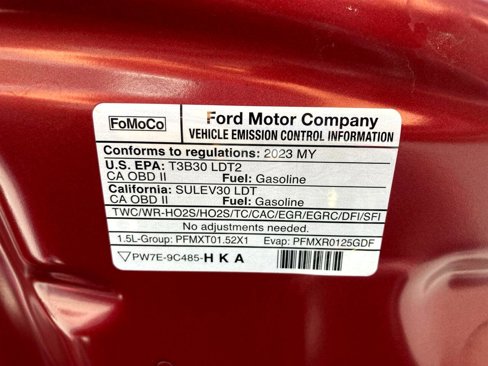 FoMoCo
Ford Motor Company
VEHICLE EMISSION CONTROL INFORMATION
Conforms to regulations: 2023 MY
U.S. EPA: T3B30 LDT2
CA OBD II Fuel: Gasoline
California: SULEV30 LDT
CA OBD II Fuel: Gasoline
TWC/WR-HO2S/HO2S/TC/CAC/EGR/EGRC/DFI/SFI
No adjustments needed.
1.5L-Group: PFMXT01.52X1 Evap: PFMXR0125GDF
PW7E-9C485-HKA